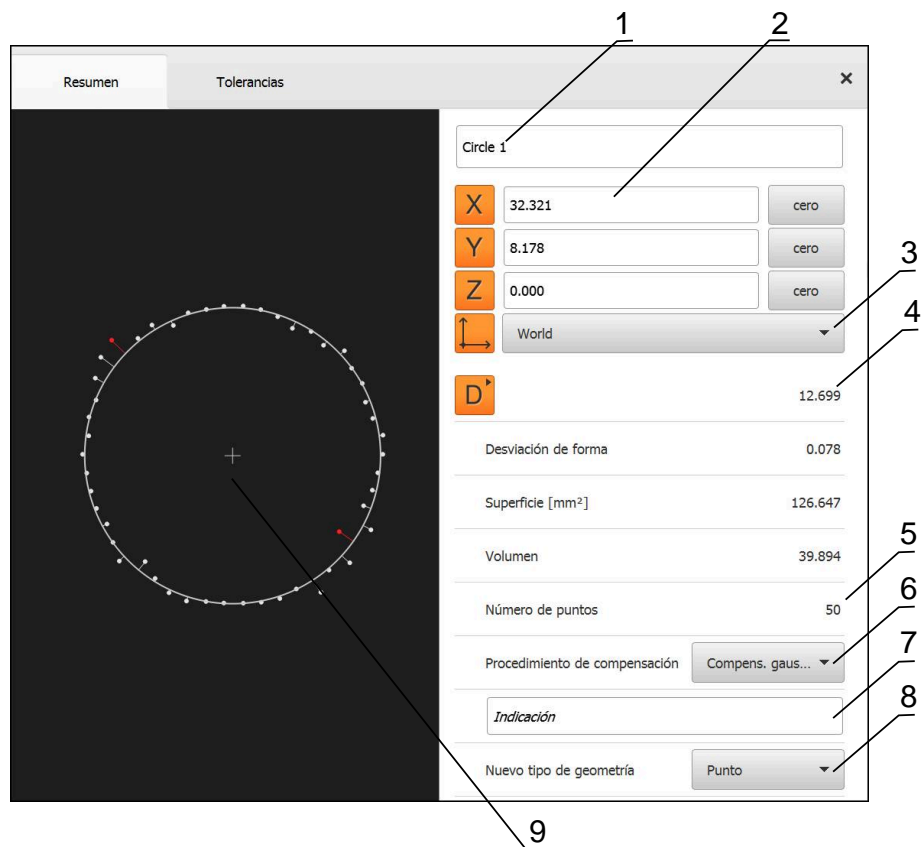 1
2
Resumen Tolerancias ×
Circle 1
X 32.321 cero
Y 8.178 cero
3
Z 0.000 cero
4
World
D 12.699
Desviación de forma 0.078
Superficie [mm²] 126.647
5
Volumen 39.894
6
Número de puntos 50
7
Procedimiento de compensación Compens. gaus...
8
Indicación
Nuevo tipo de geometría Punto
9